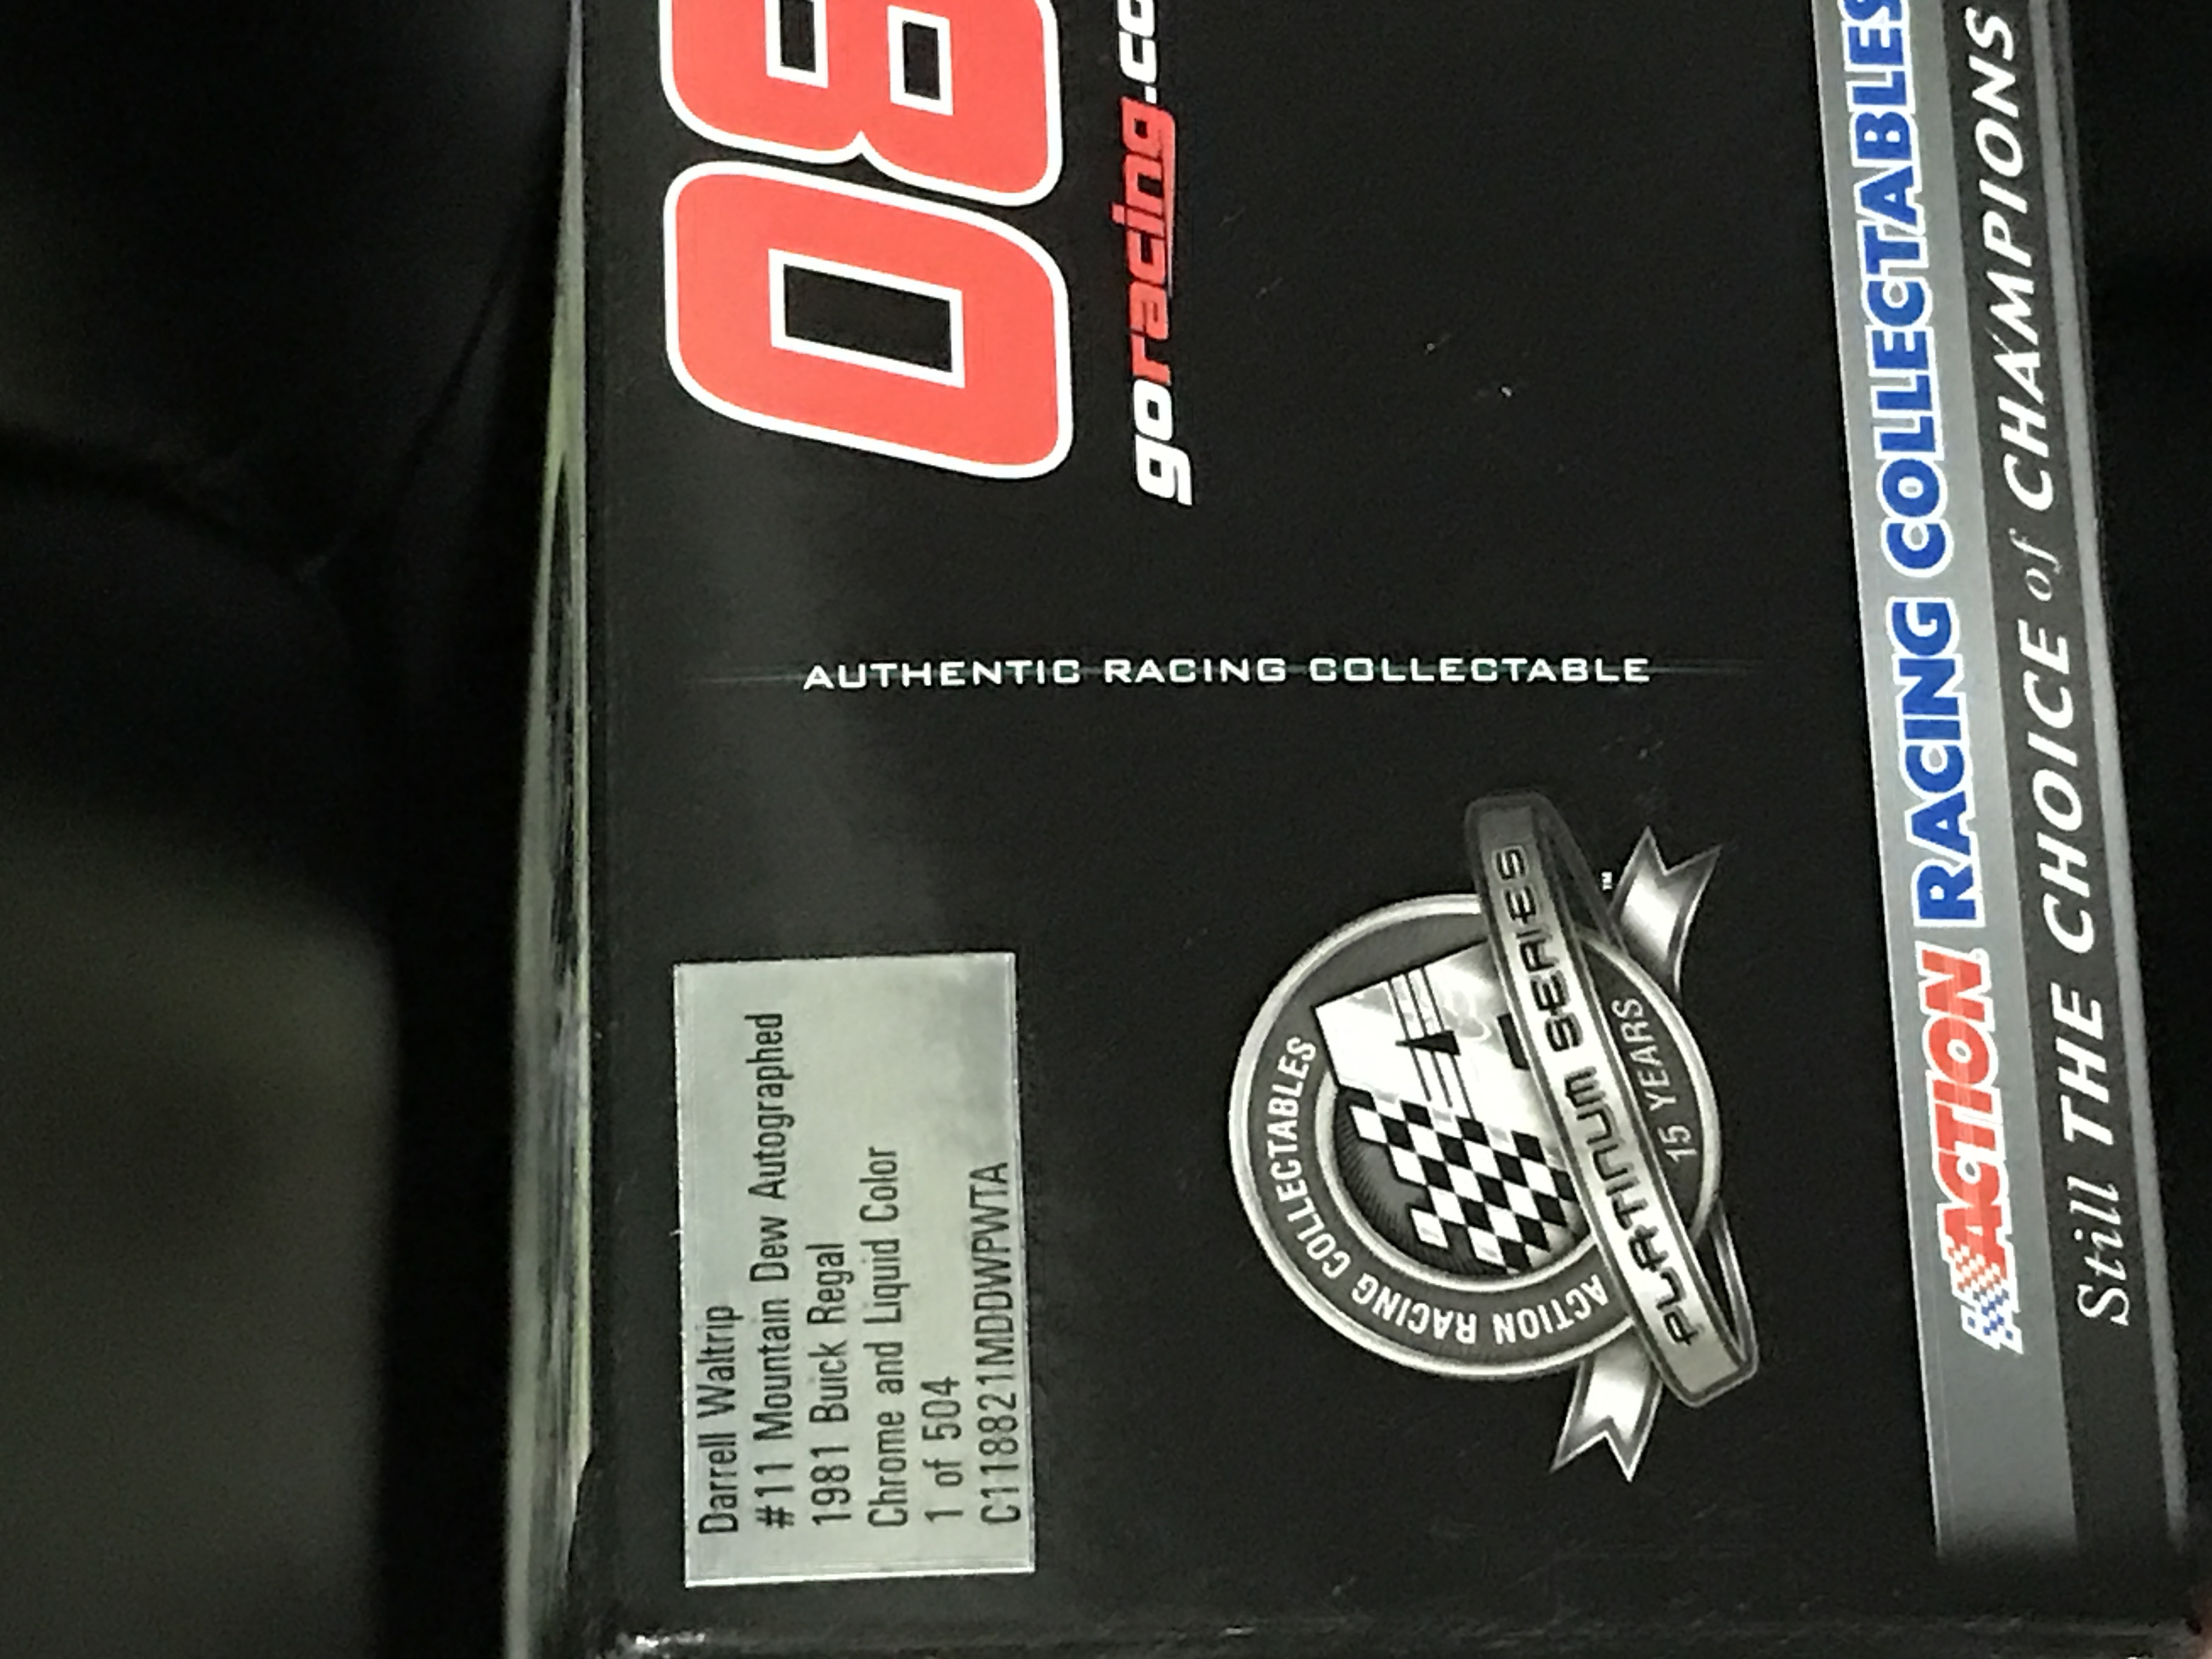 Darrell Waltrip
#11 Mountain Dew Autographed
1981 Buick Regal
Chrome and Liquid Color
1 of 504
C118821MDDWPWTA
08
goracing.co
AUTHENTIC RACING COLLECTABLE
ACTION RACING COLLECTABLES
PLATINUM SERIES
TM
15 YEARS
ACTION RACING COLLECTABLES
Still THE CHOICE of CHAMPIONS